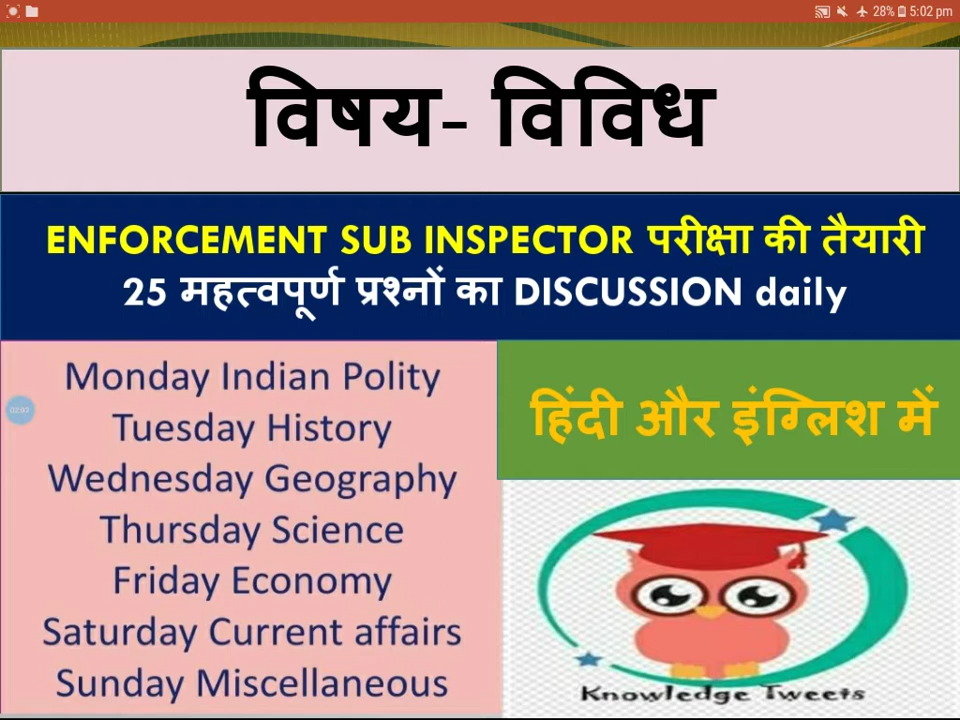 28% 5:02 pm
विषय- विविध
ENFORCEMENT SUB INSPECTOR परीक्षा की तैयारी
25 महत्वपूर्ण प्रश्नों का DISCUSSION daily
Monday Indian Polity
Tuesday History
Wednesday Geography
Thursday Science
Friday Economy
Saturday Current affairs
Sunday Miscellaneous
हिंदी और इंग्लिश में
Knowledge Tweets